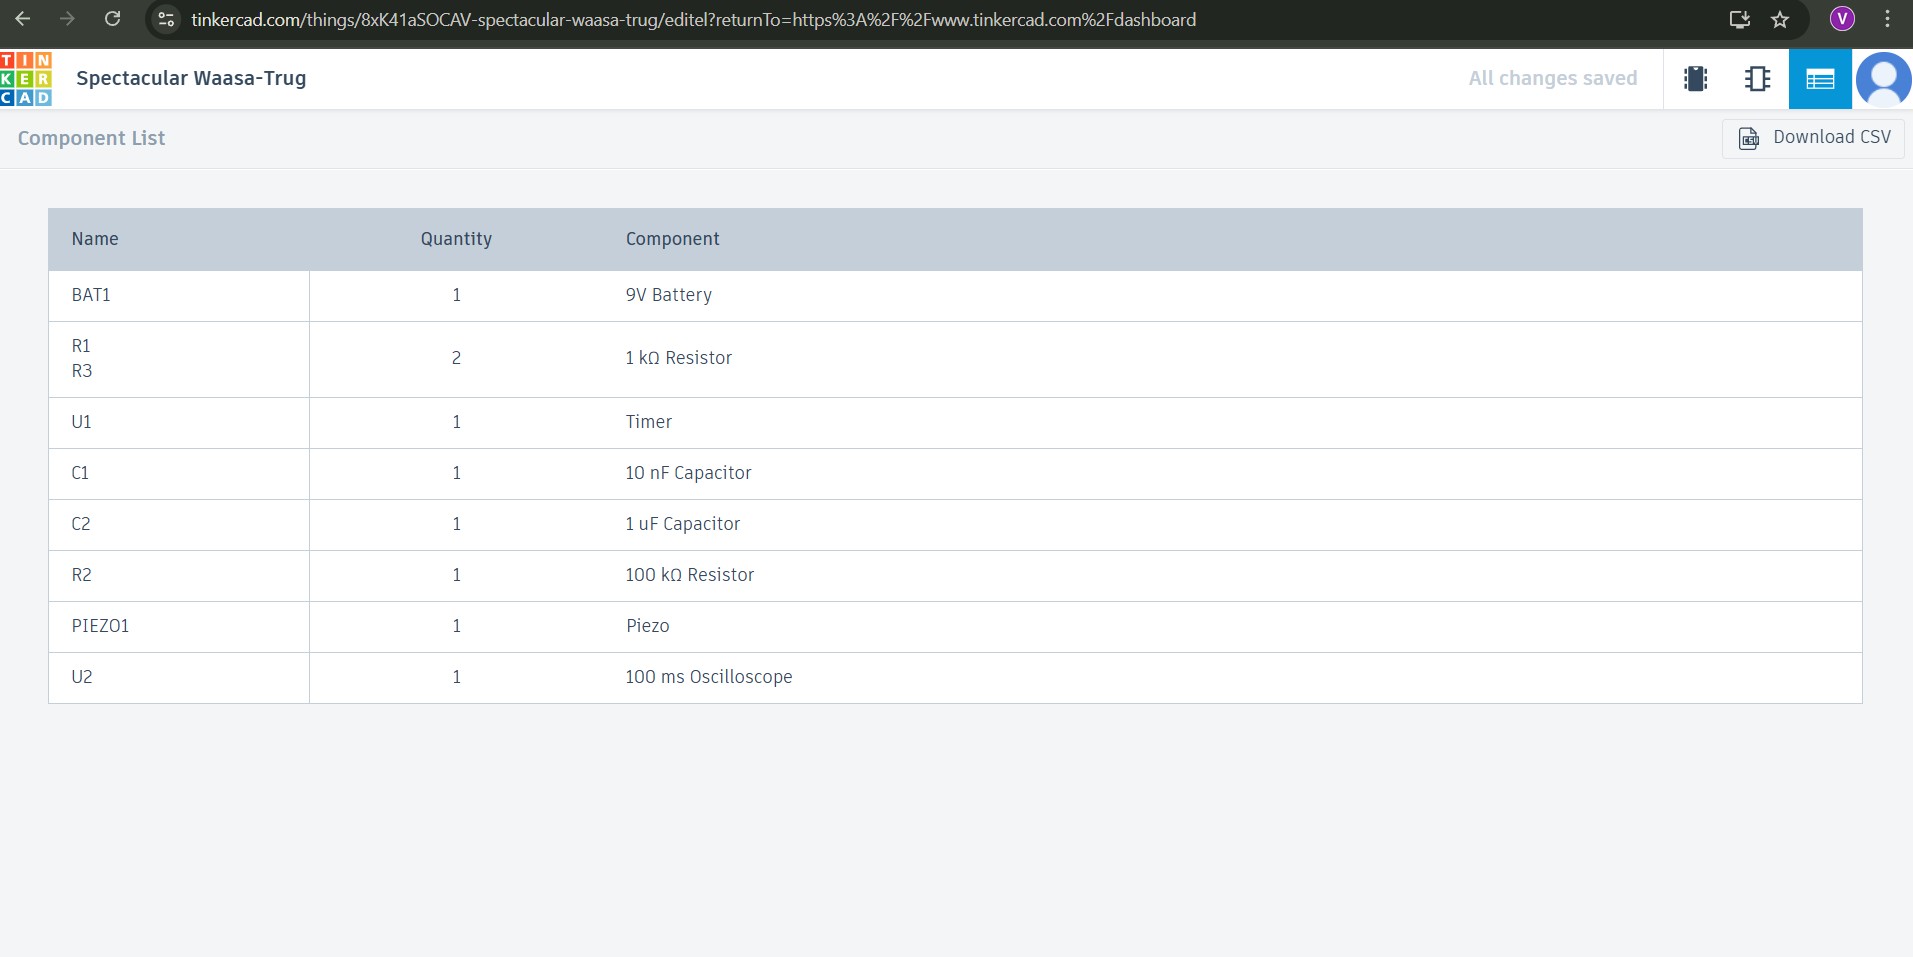 tinkercad.com/things/8xK41aSOCAV-spectacular-waasa-trug/editel?returnTo=https%3A%2F%2Fwww.tinkercad.com%2Fdashboard
V
TIN
KER
CAD
Spectacular Waasa-Trug
All changes saved
Component List
Download CSV
Name Quantity Component
BAT1 1 9V Battery
R1
R3 2 1 kΩ Resistor
U1 1 Timer
C1 1 10 nF Capacitor
C2 1 1 uF Capacitor
R2 1 100 kΩ Resistor
PIEZO1 1 Piezo
U2 1 100 ms Oscilloscope